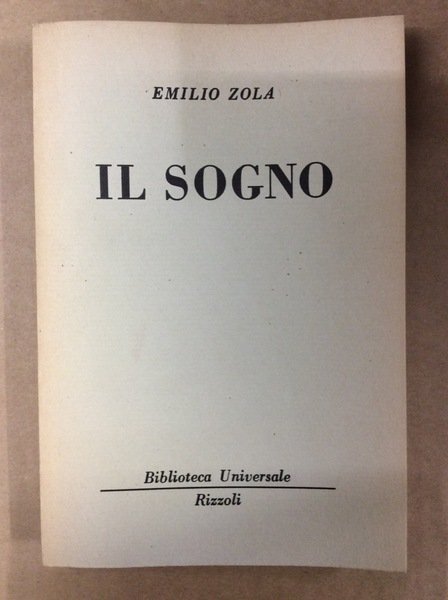 EMILIO ZOLA
IL SOGNO
Biblioteca Universale
Rizzoli